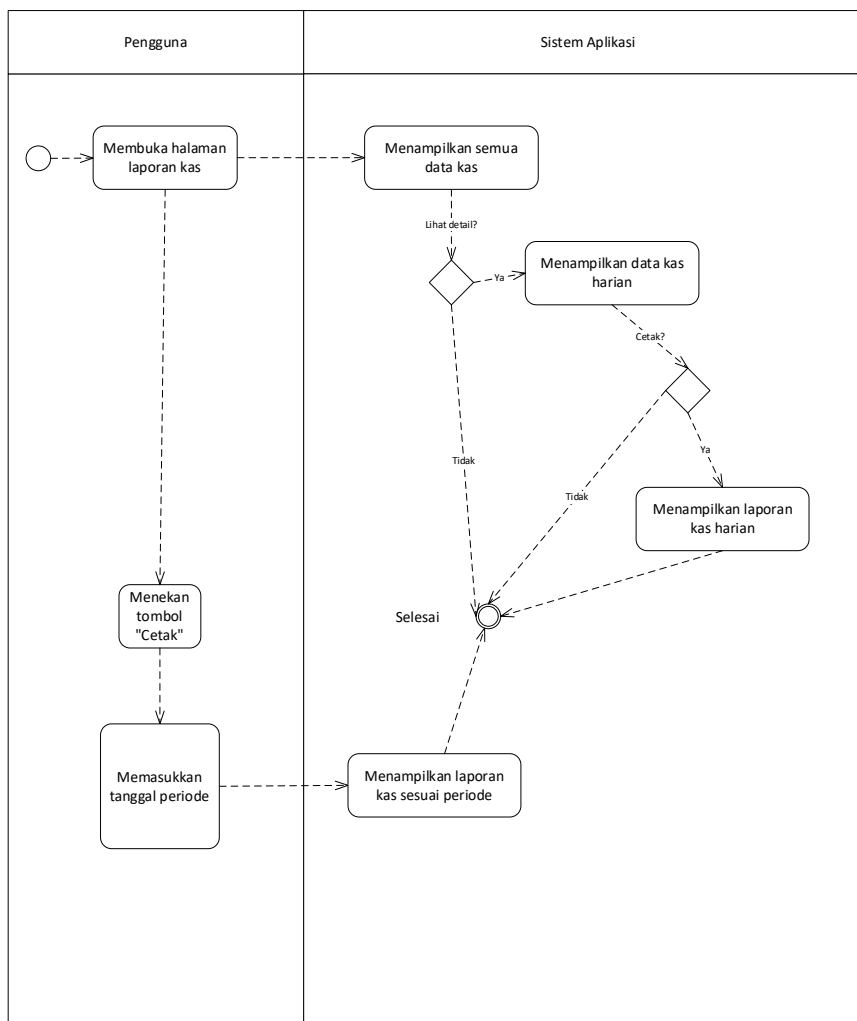 Pengguna
Sistem Aplikasi
Membuka halaman
laporan kas
Menampilkan semua
data kas
Lihat detail?
Ya
Menampilkan data kas
harian
Cetak?
Tidak
Tidak
Ya
Menampilkan laporan
kas harian
Menekan
tombol
"Cetak"
Selesai
Memasukkan
tanggal periode
Menampilkan laporan
kas sesuai periode